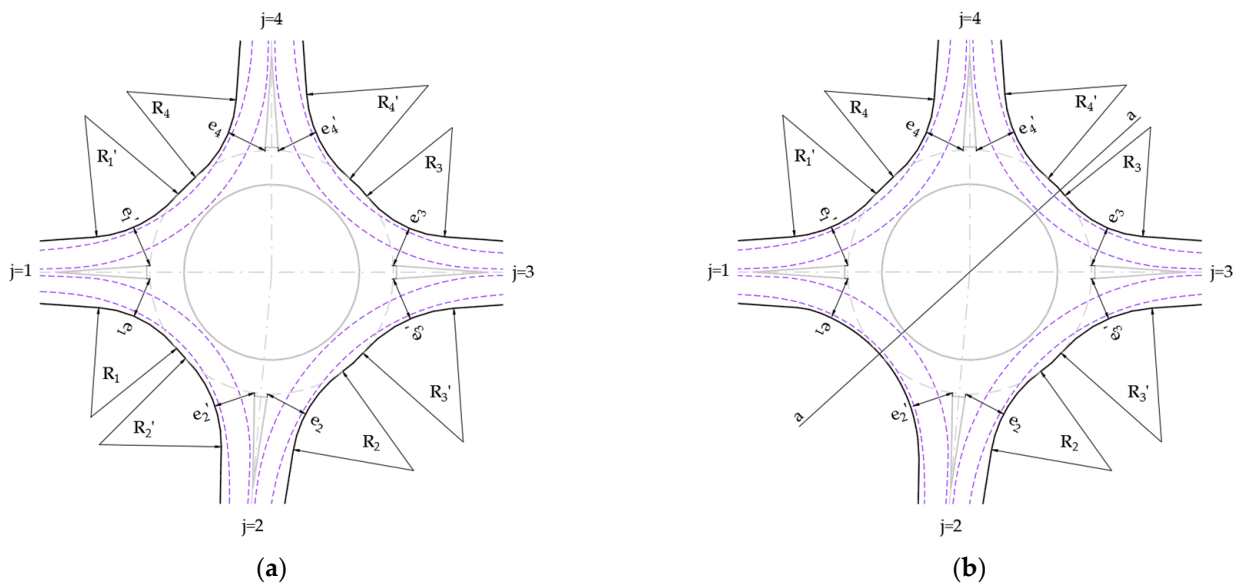 j=4
R₄
R₄'
R₁'
e₄
e₄'
R₃
e₁'
e₃
j=1
j=3
e₁
e₃'
R₁
e₂'
e₂
R₃'
R₂'
R₂
j=2
(a)
j=4
R₄
R₄'
a
R₁'
e₄
e₄'
R₃
e₁'
e₃
j=1
j=3
e₁
e₃'
a
e₂'
e₂
R₃'
R₂
j=2
(b)